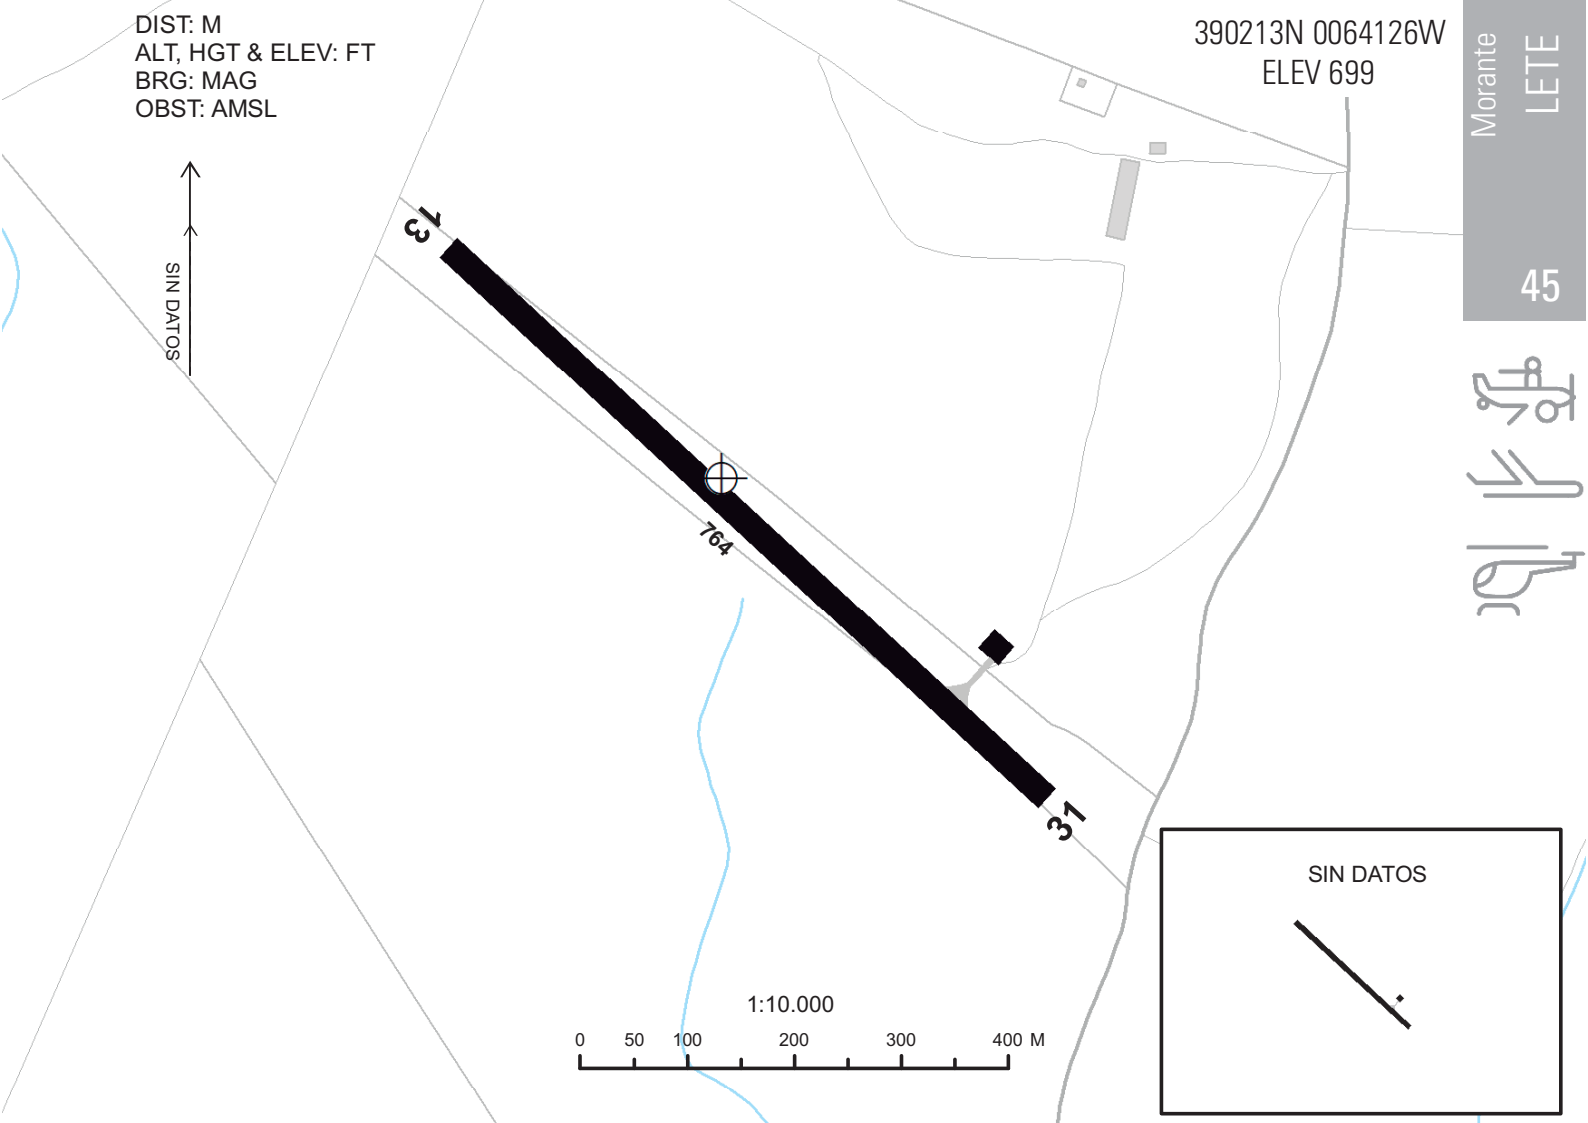 DIST: M
ALT, HGT & ELEV: FT
BRG: MAG
OBST: AMSL
390213N 0064126W
ELEV 699
Morante
LETE
45
SIN DATOS
13
764
31
SIN DATOS
1:10.000
0 50 100 200 300 400 M